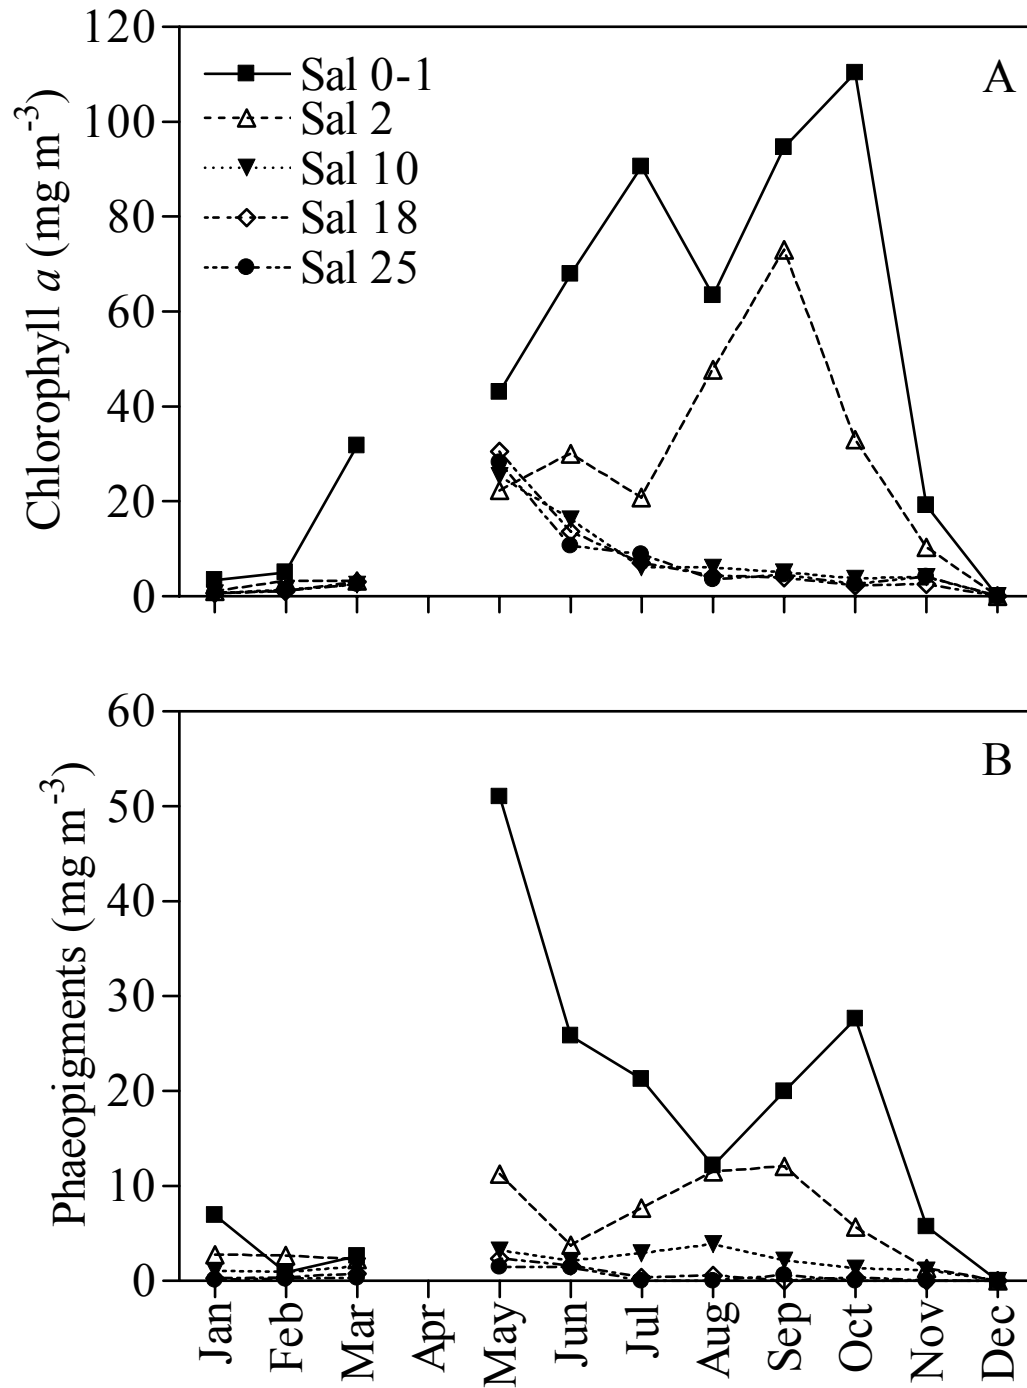 120
100
80
60
40
20
0
Chlorophyll a (mg m⁻³)
A
Sal 0-1
Sal 2
Sal 10
Sal 18
Sal 25
60
50
40
30
20
10
0
Phaeopigments (mg m⁻³)
B
Jan Feb Mar Apr May Jun Jul Aug Sep Oct Nov Dec